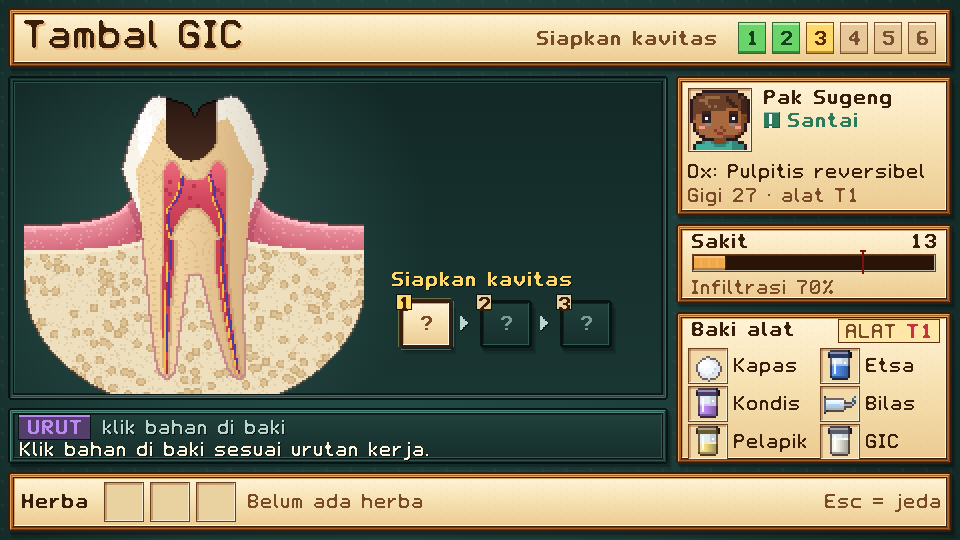 Tambal GIC
Siapkan kavitas 1 2 3 4 5 6
Pak Sugeng
Santai
Dx: Pulpitis reversibel
Gigi 27 · alat T1
Sakit 13
Infiltrasi 70%
Siapkan kavitas
1 2 3
? ? ?
Baki alat ALAT T1
Kapas Etsa
Kondis Bilas
Pelapik GIC
URUT klik bahan di baki
Klik bahan di baki sesuai urutan kerja.
Herba Belum ada herba Esc = jeda